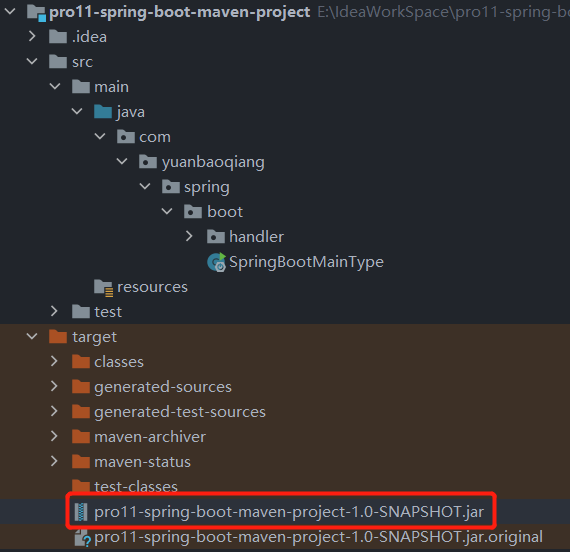 pro11-spring-boot-maven-project E:\IdeaWorkSpace\pro11-spring-bo
.idea
src
main
java
com
yuanbaoqiang
spring
boot
handler
SpringBootMainType
resources
test
target
classes
generated-sources
generated-test-sources
maven-archiver
maven-status
test-classes
pro11-spring-boot-maven-project-1.0-SNAPSHOT.jar
pro11-spring-boot-maven-project-1.0-SNAPSHOT.jar.original